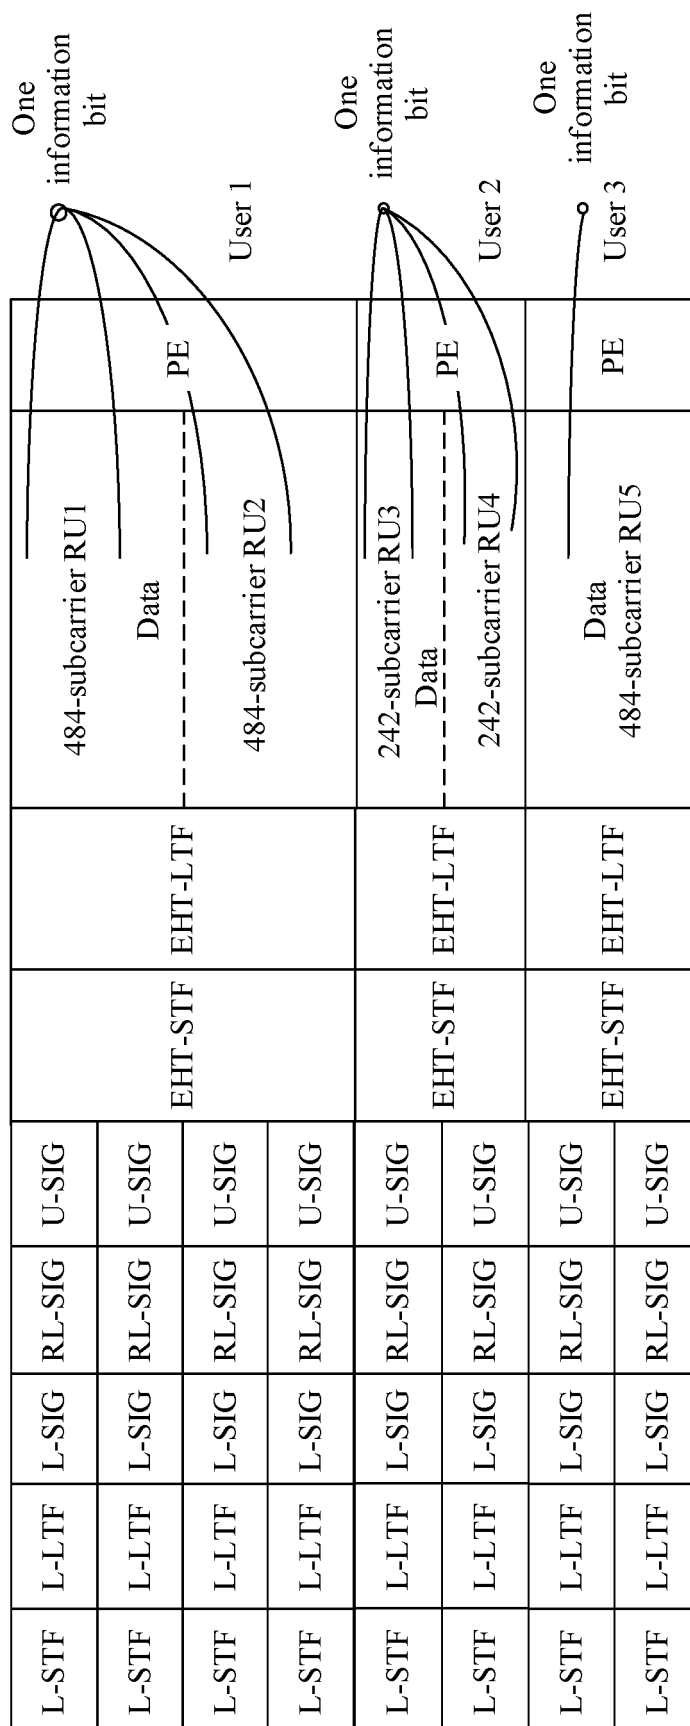 L-STF L-LTF L-SIG RL-SIG U-SIG
L-STF L-LTF L-SIG RL-SIG U-SIG
L-STF L-LTF L-SIG RL-SIG U-SIG
L-STF L-LTF L-SIG RL-SIG U-SIG
L-STF L-LTF L-SIG RL-SIG U-SIG
L-STF L-LTF L-SIG RL-SIG U-SIG
L-STF L-LTF L-SIG RL-SIG U-SIG
L-STF L-LTF L-SIG RL-SIG U-SIG
EHT-STF EHT-LTF
484-subcarrier RU1
Data
484-subcarrier RU2
PE
One
information
bit
User 1
EHT-STF EHT-LTF
242-subcarrier RU3
Data
242-subcarrier RU4
PE
One
information
bit
User 2
EHT-STF EHT-LTF
Data
484-subcarrier RU5
PE
One
information
bit
User 3